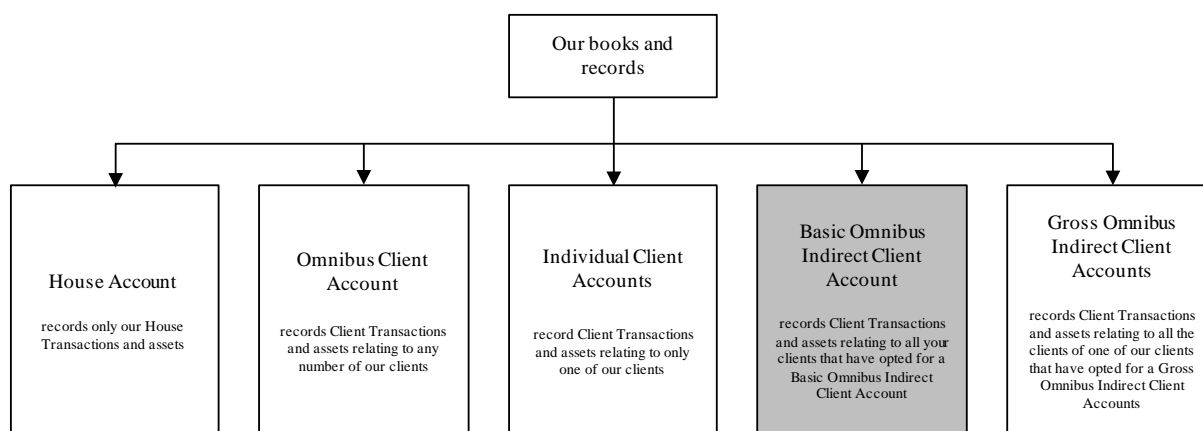 Our books and
records
House Account
records only our House
Transactions and assets
Omnibus Client
Account
records Client Transactions
and assets relating to any
number of our clients
Individual Client
Accounts
record Client Transactions
and assets relating to only
one of our clients
Basic Omnibus
Indirect Client
Account
records Client Transactions
and assets relating to all your
clients that have opted for a
Basic Omnibus Indirect
Client Account
Gross Omnibus
Indirect Client
Accounts
records Client Transactions
and assets relating to all the
clients of one of our clients
that have opted for a Gross
Omnibus Indirect Client
Accounts